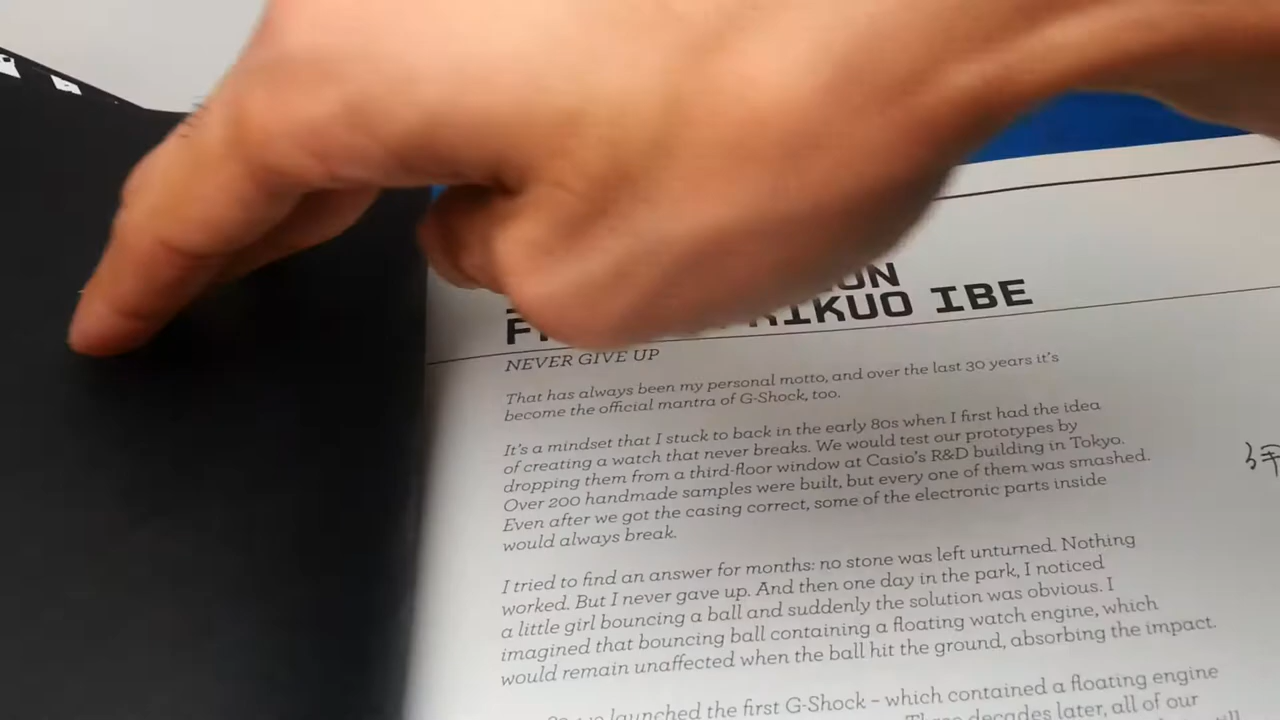 IKUO IBE
NEVER GIVE UP
That has always been my personal motto, and over the last 30 years it's
become the official mantra of G-Shock, too.
It's a mindset that I stuck to back in the early 80s when I first had the idea
of creating a watch that never breaks. We would test our prototypes by
dropping them from a third-floor window at Casio's R&D building in Tokyo.
Over 200 handmade samples were built, but every one of them was smashed.
Even after we got the casing correct, some of the electronic parts inside
would always break.
I tried to find an answer for months: no stone was left unturned. Nothing
worked. But I never gave up. And then one day in the park, I noticed
a little girl bouncing a ball and suddenly the solution was obvious. I
imagined that bouncing ball containing a floating watch engine, which
would remain unaffected when the ball hit the ground, absorbing the impact.
launched the first G-Shock – which contained a floating engine
decades later, all of our